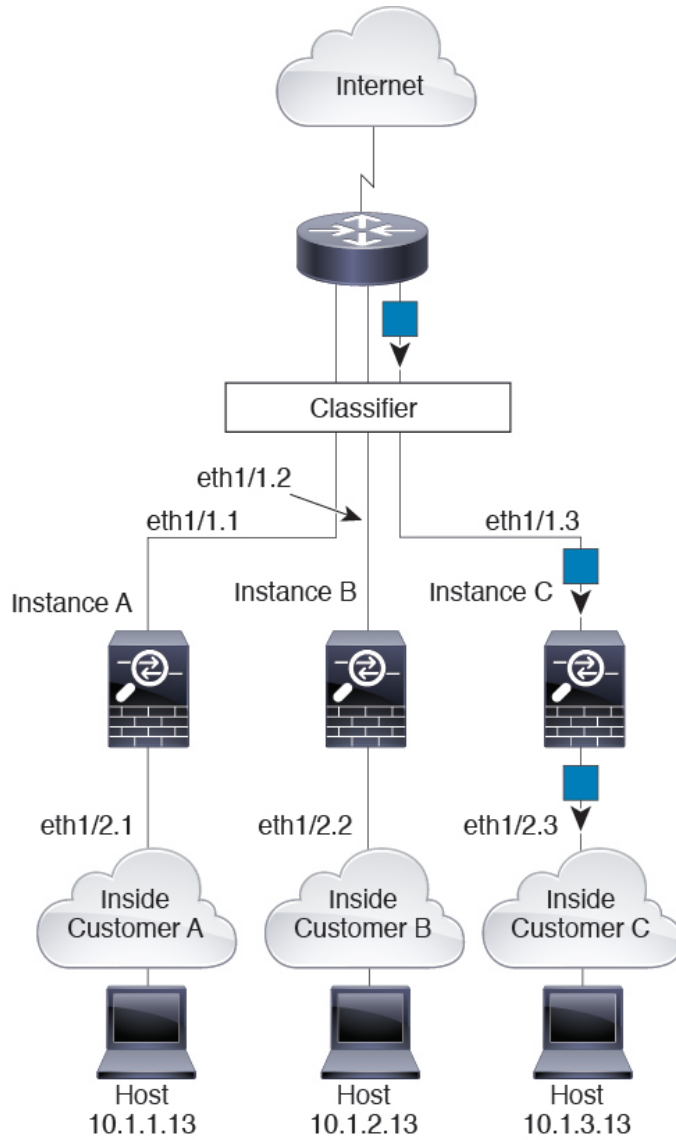 Internet
Classifier
eth1/1.2
eth1/1.1
eth1/1.3
Instance A
Instance B
Instance C
eth1/2.1
eth1/2.2
eth1/2.3
Inside
Customer A
Inside
Customer B
Inside
Customer C
Host
10.1.1.13
Host
10.1.2.13
Host
10.1.3.13